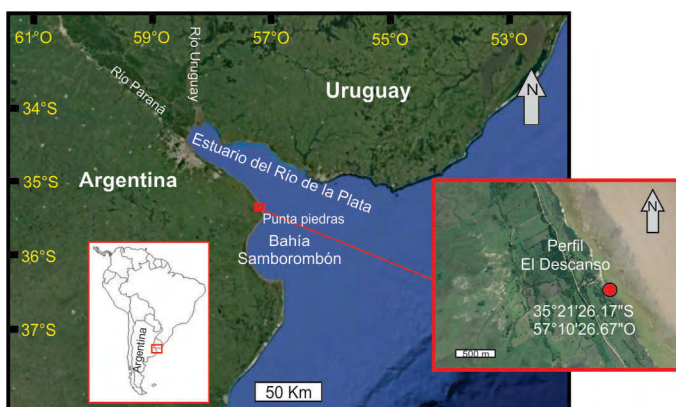 61°O
59°O
57°O
55°O
53°O
Río Uruguay
Río Paraná
Uruguay
N
34°S
Estuario del Río de la Plata
Argentina
35°S
Punta piedras
Bahía
Samborombón
36°S
37°S
Argentina
50 Km
N
Perfil
El Descanso
35°21'26.17"S
57°10'26.67"O
500 m